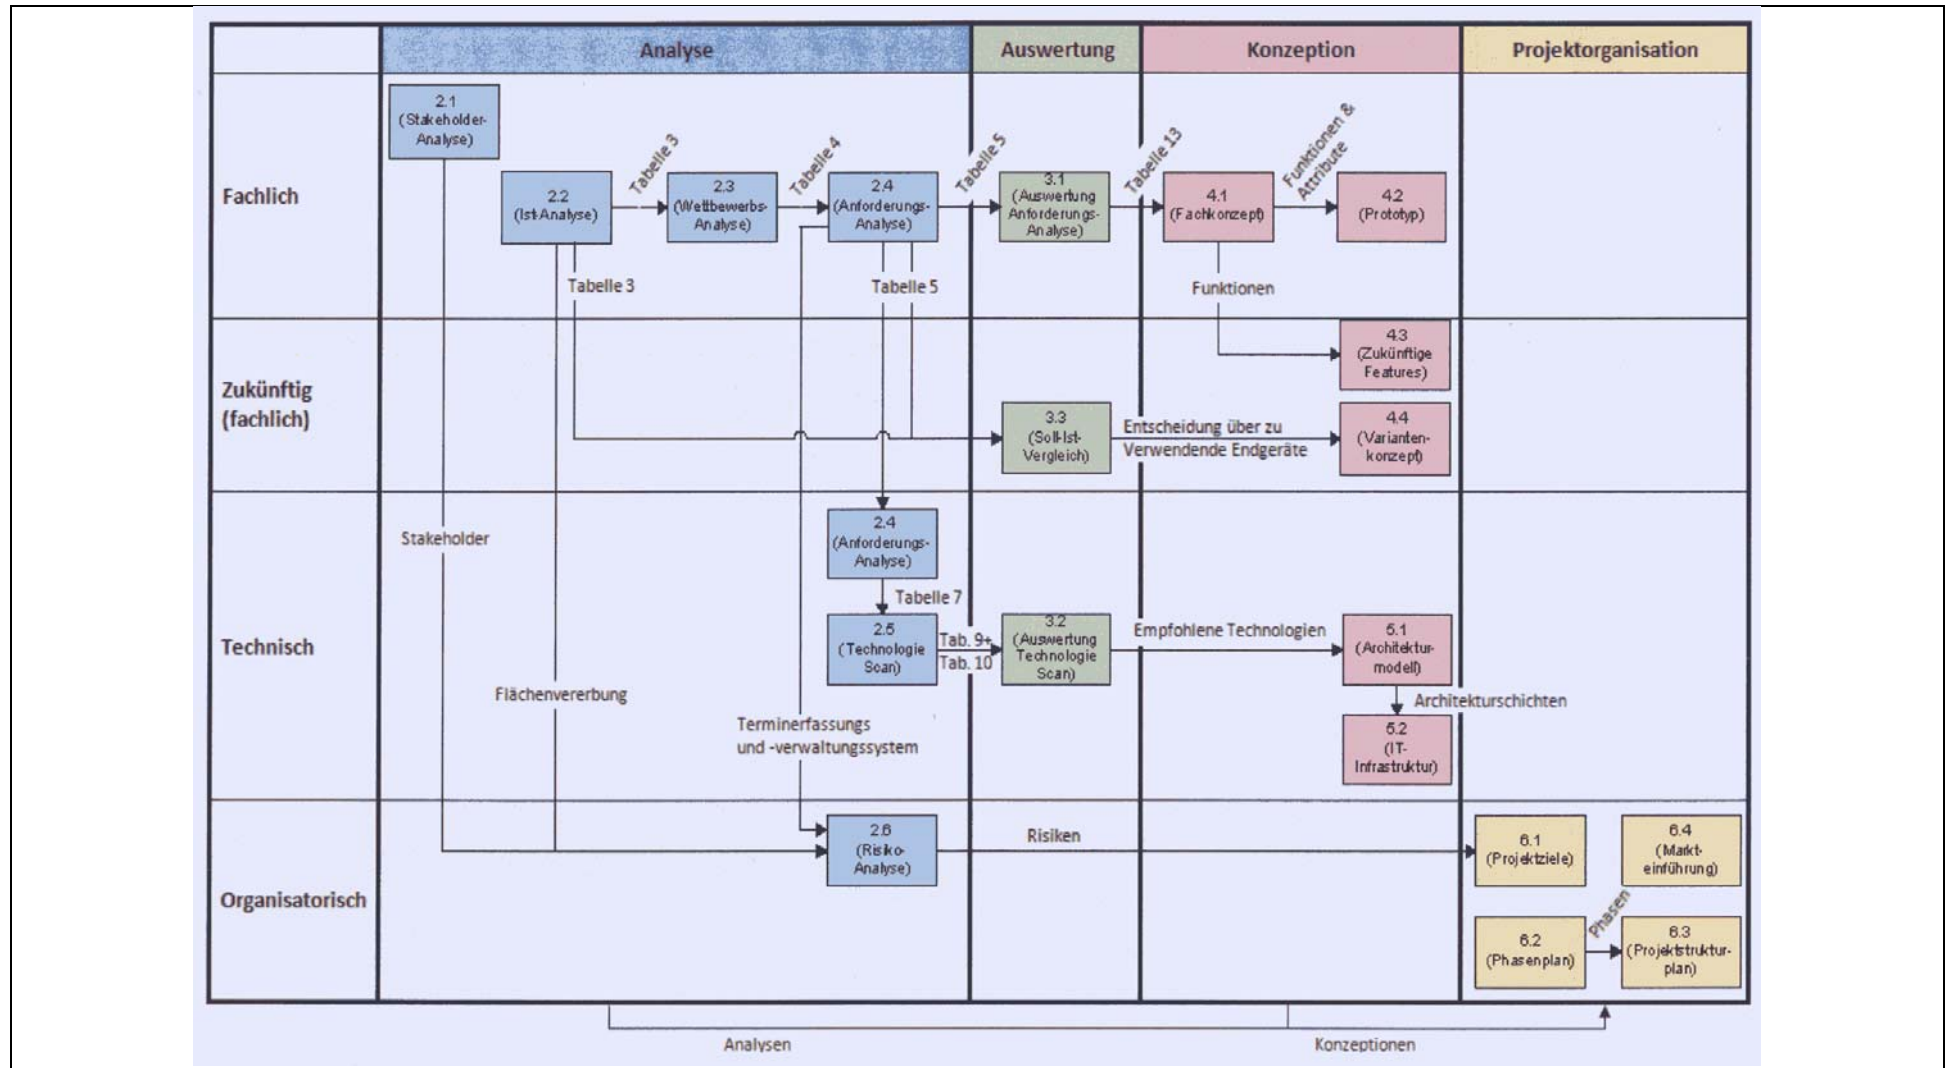 Analyse
Auswertung
Konzeption
Projektorganisation
Fachlich
2.1
(Stakeholder-
Analyse)
2.2
(Ist-Analyse)
Tabelle 3
2.3
(Wettbewerbs-
Analyse)
Tabelle 4
2.4
(Anforderungs-
Analyse)
Tabelle 5
3.1
(Auswertung
Anforderungs-
Analyse)
Tabelle 13
4.1
(Fachkonzept)
Funktionen &
Attribute
4.2
(Prototyp)
Tabelle 3
Tabelle 5
Funktionen
Zukünftig
(fachlich)
4.3
(Zukünftige
Features)
3.3
(Soll-Ist-
Vergleich)
Entscheidung über zu
Verwendende Endgeräte
4.4
(Varianten-
konzept)
Technisch
Stakeholder
2.4
(Anforderungs-
Analyse)
Tabelle 7
2.5
(Technologie
Scan)
Tab. 9+
Tab. 10
3.2
(Auswertung
Technologie
Scan)
Empfohlene Technologien
5.1
(Architektur-
modell)
Architekturschichten
5.2
(IT-
Infrastruktur)
Flächenvererbung
Terminerfassungs
und -verwaltungssystem
Organisatorisch
2.6
(Risiko-
Analyse)
Risiken
6.1
(Projektziele)
6.4
(Markt-
einführung)
6.2
(Phasenplan)
Phasen
6.3
(Projektstruktur-
plan)
Analysen
Konzeptionen